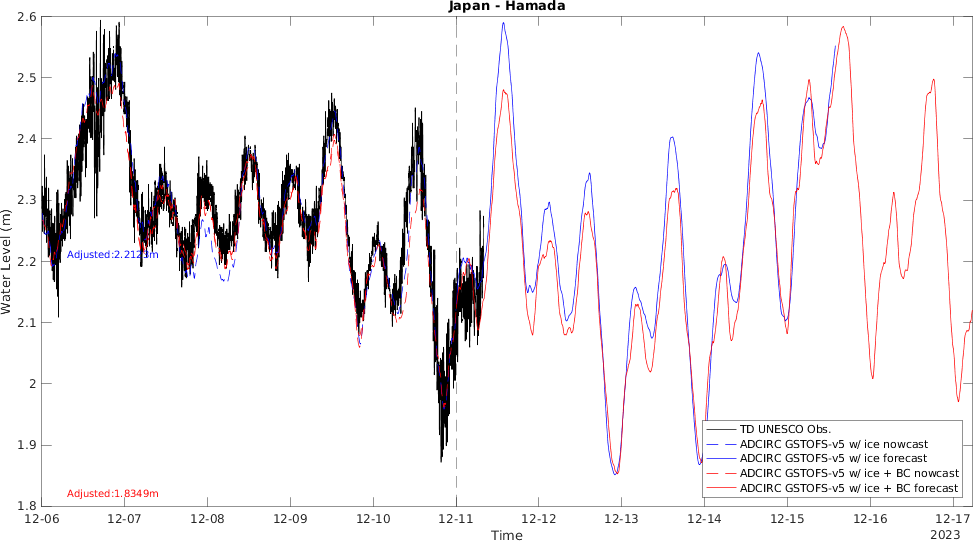 Japan - Hamada
Water Level (m)
2.6
2.5
2.4
2.3
2.2
2.1
2
1.9
1.8
Adjusted:2.2123m
Adjusted:1.8349m
TD UNESCO Obs.
ADCIRC GSTOFS-v5 w/ ice nowcast
ADCIRC GSTOFS-v5 w/ ice forecast
ADCIRC GSTOFS-v5 w/ ice + BC nowcast
ADCIRC GSTOFS-v5 w/ ice + BC forecast
12-06 12-07 12-08 12-09 12-10 12-11 12-12 12-13 12-14 12-15 12-16 12-17
Time
2023